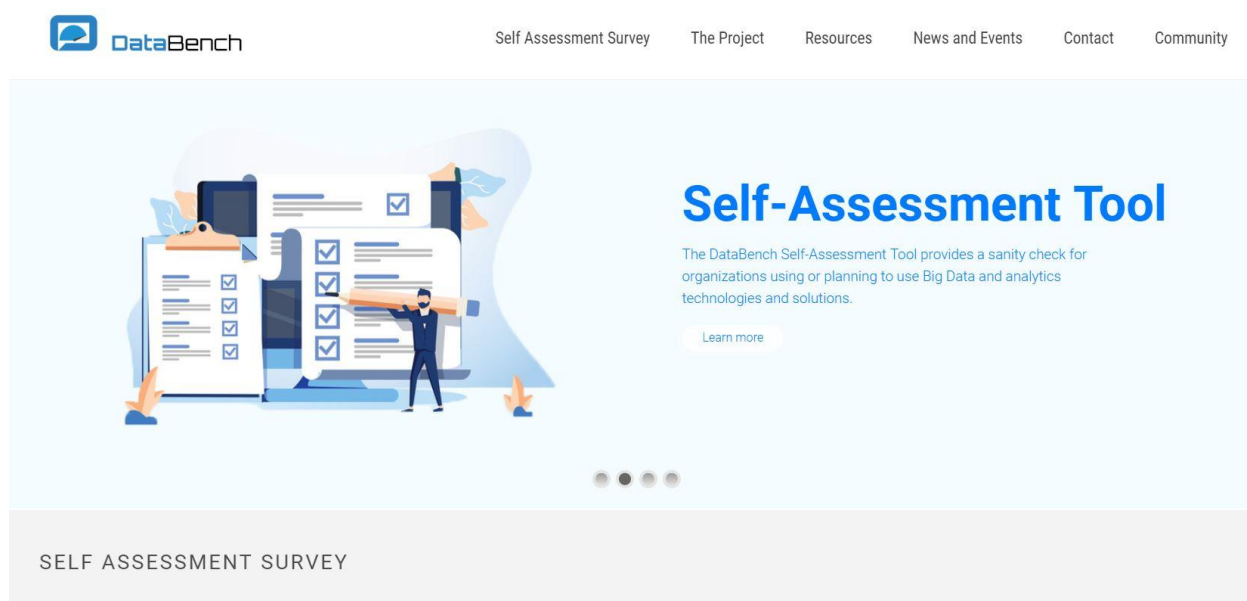 DataBench
Self Assessment Survey
The Project
Resources
News and Events
Contact
Community
Self-Assessment Tool
The DataBench Self-Assessment Tool provides a sanity check for
organizations using or planning to use Big Data and analytics
technologies and solutions.
Learn more
SELF ASSESSMENT SURVEY